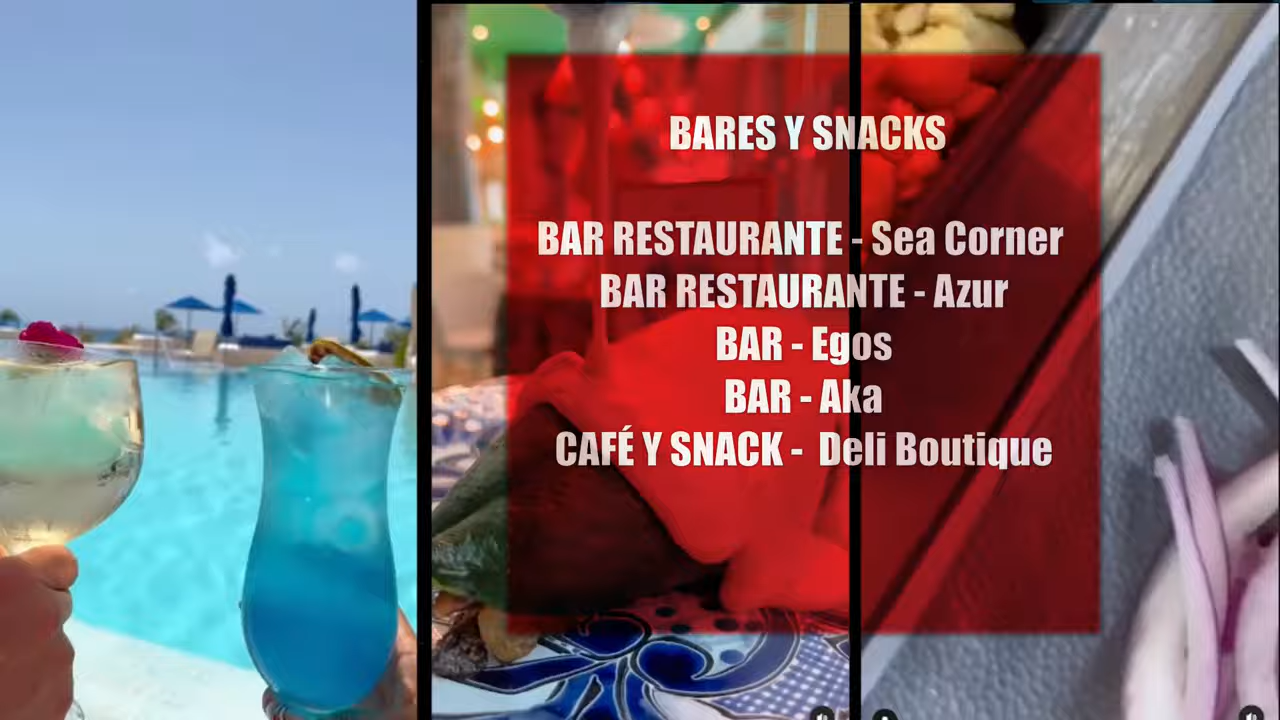 BARES Y SNACKS
BAR RESTAURANTE - Sea Corner
BAR RESTAURANTE - Azur
BAR - Egos
BAR - Aka
CAFÉ Y SNACK - Deli Boutique